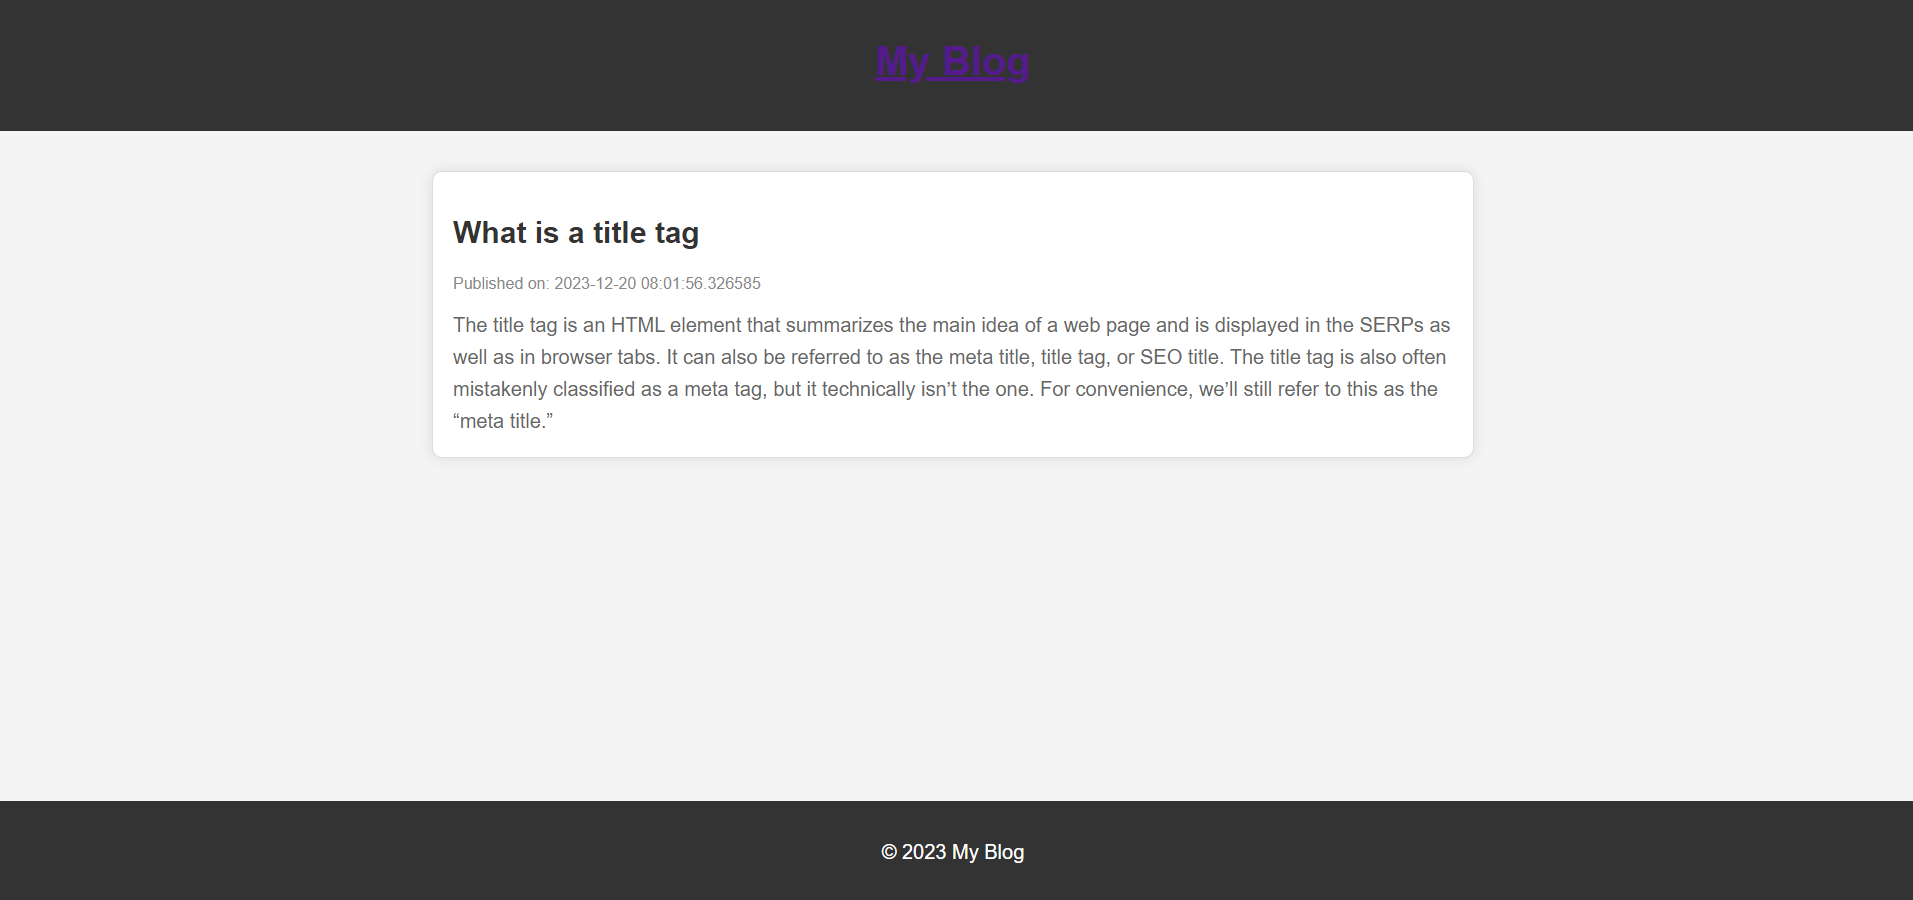 My Blog
What is a title tag
Published on: 2023-12-20 08:01:56.326585
The title tag is an HTML element that summarizes the main idea of a web page and is displayed in the SERPs as
well as in browser tabs. It can also be referred to as the meta title, title tag, or SEO title. The title tag is also often
mistakenly classified as a meta tag, but it technically isn’t the one. For convenience, we’ll still refer to this as the
“meta title.”
© 2023 My Blog